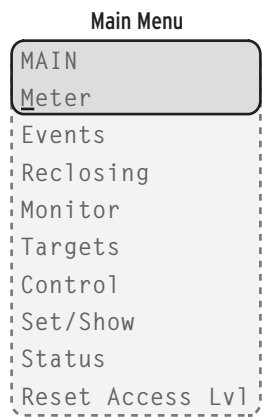 Main Menu
MAIN
Meter
Events
Reclosing
Monitor
Targets
Control
Set/Show
Status
Reset Access Lvl